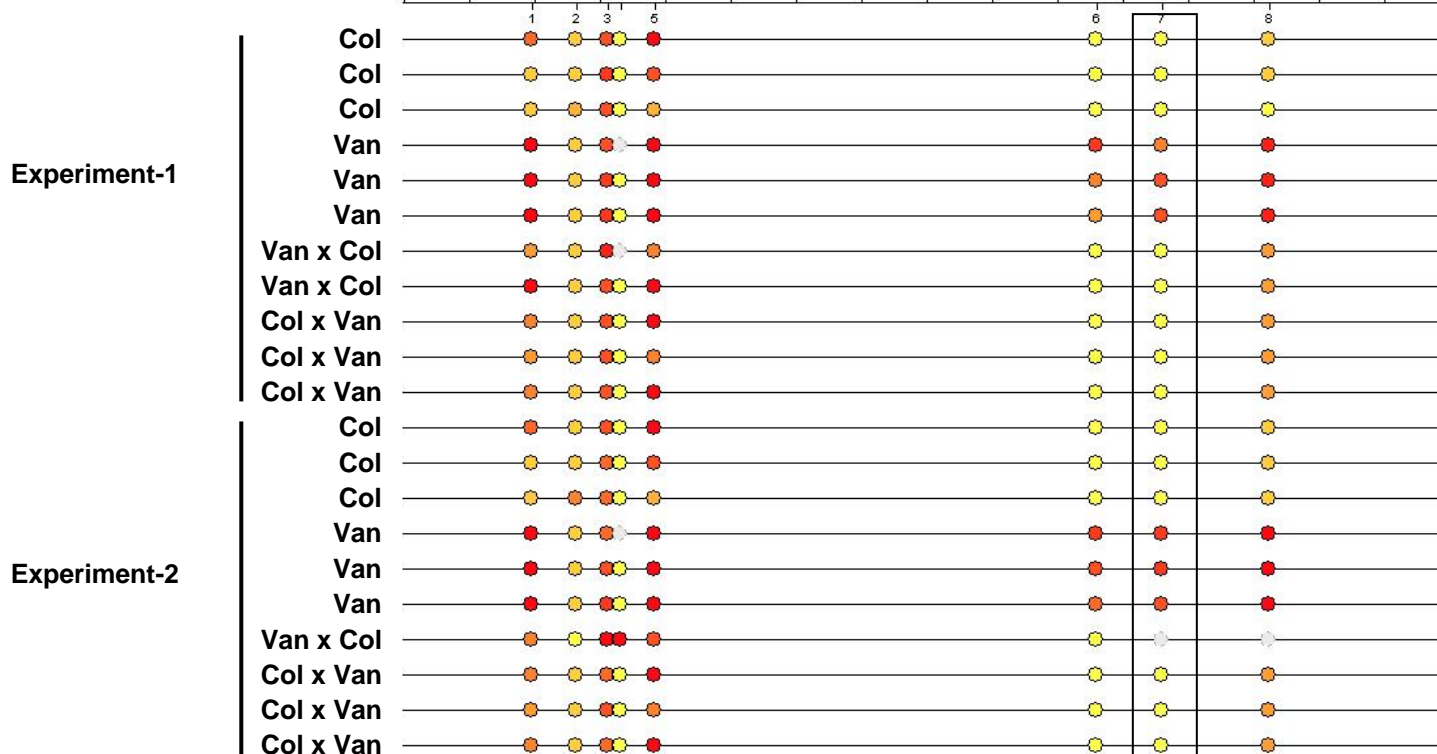 1 2 3 5 6 7 8
Col
Col
Col
Van
Experiment-1
Van
Van
Van x Col
Van x Col
Col x Van
Col x Van
Col x Van
Col
Col
Col
Van
Experiment-2
Van
Van
Van x Col
Col x Van
Col x Van
Col x Van